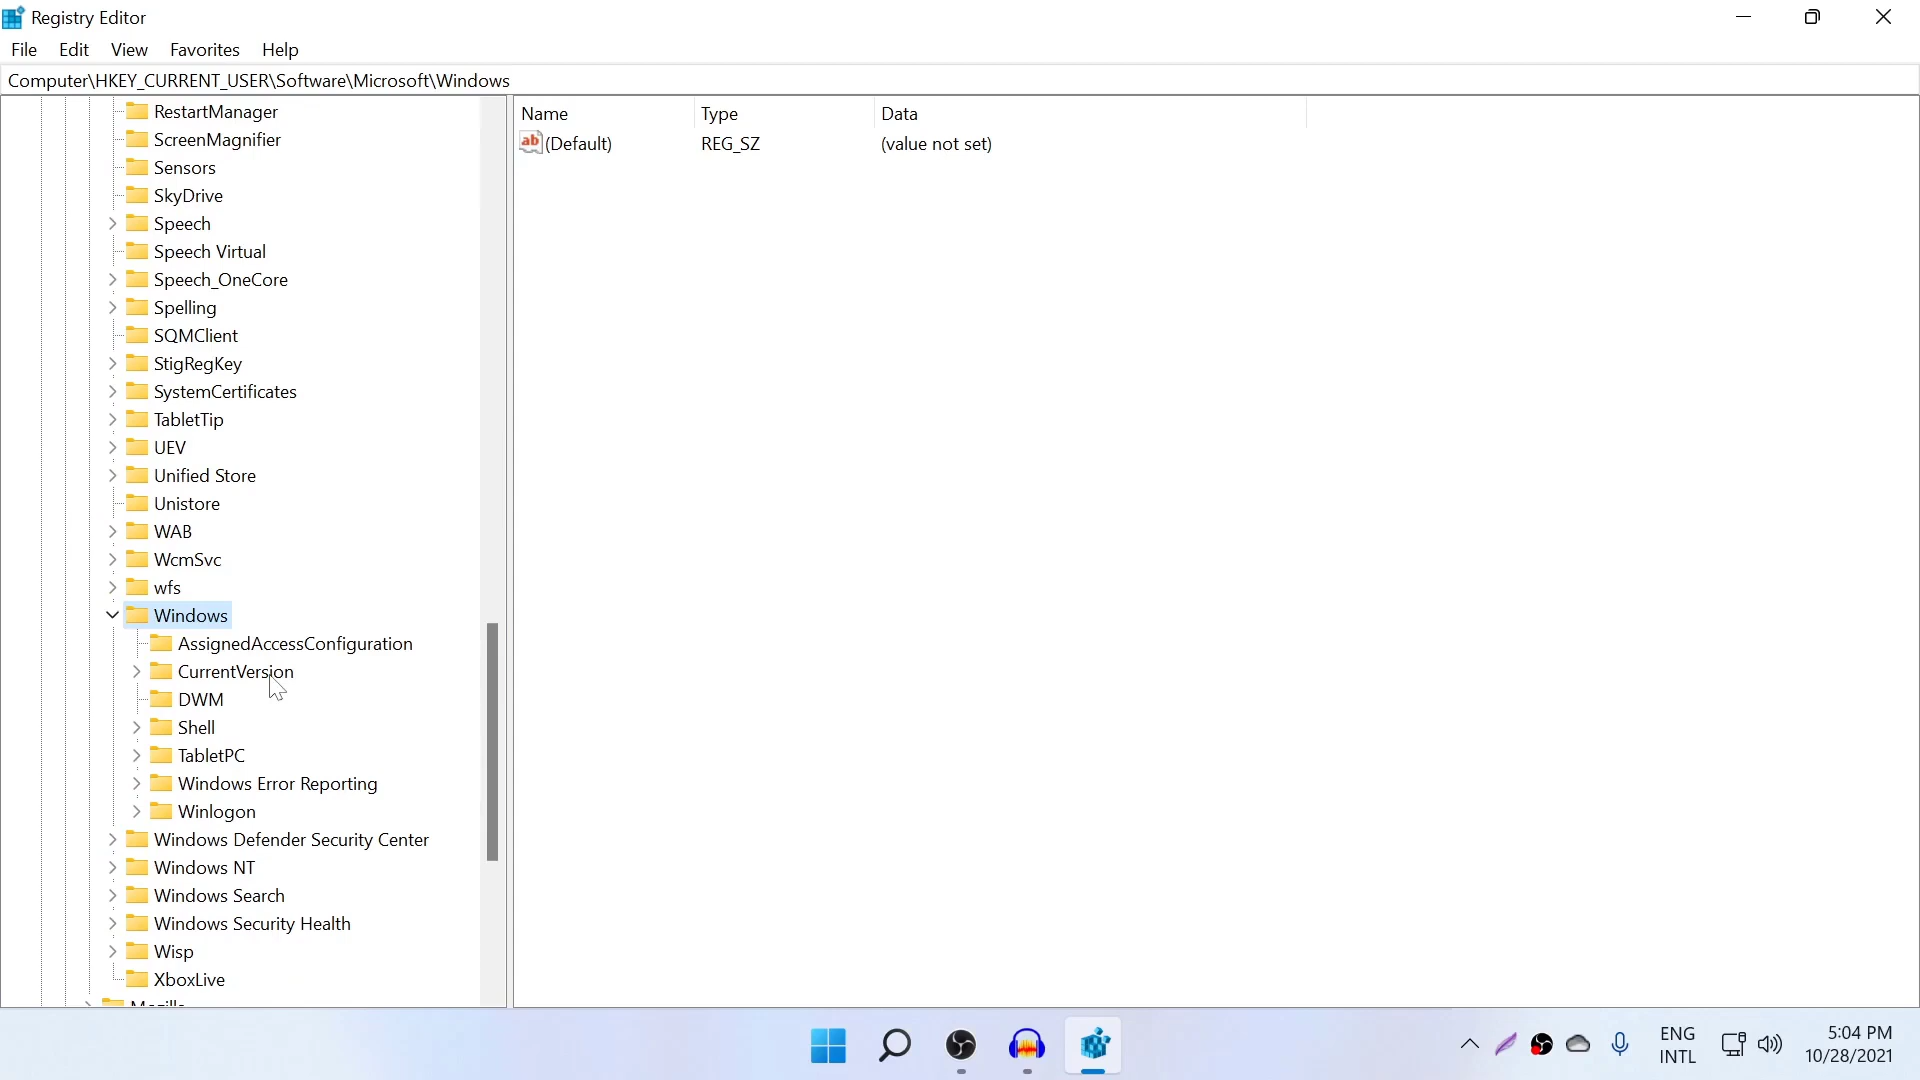 Registry Editor
File Edit View Favorites Help
Computer\HKEY_CURRENT_USER\Software\Microsoft\Windows
RestartManager
ScreenMagnifier
Sensors
SkyDrive
Speech
Speech Virtual
Speech_OneCore
Spelling
SQMClient
StigRegKey
SystemCertificates
TabletTip
UEV
Unified Store
Unistore
WAB
WcmSvc
wfs
Windows
AssignedAccessConfiguration
CurrentVersion
DWM
Shell
TabletPC
Windows Error Reporting
Winlogon
Windows Defender Security Center
Windows NT
Windows Search
Windows Security Health
Wisp
XboxLive
Mozilla
Name Type Data
ab (Default) REG_SZ (value not set)
ENG
INTL
5:04 PM
10/28/2021